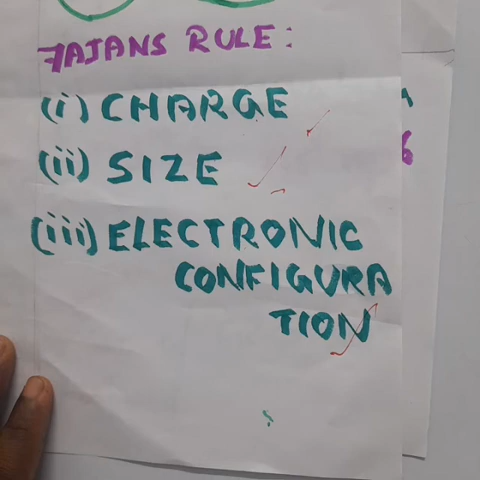 FAJANS RULE:
(i) CHARGE
(ii) SIZE
(iii) ELECTRONIC
CONFIGURA
TION